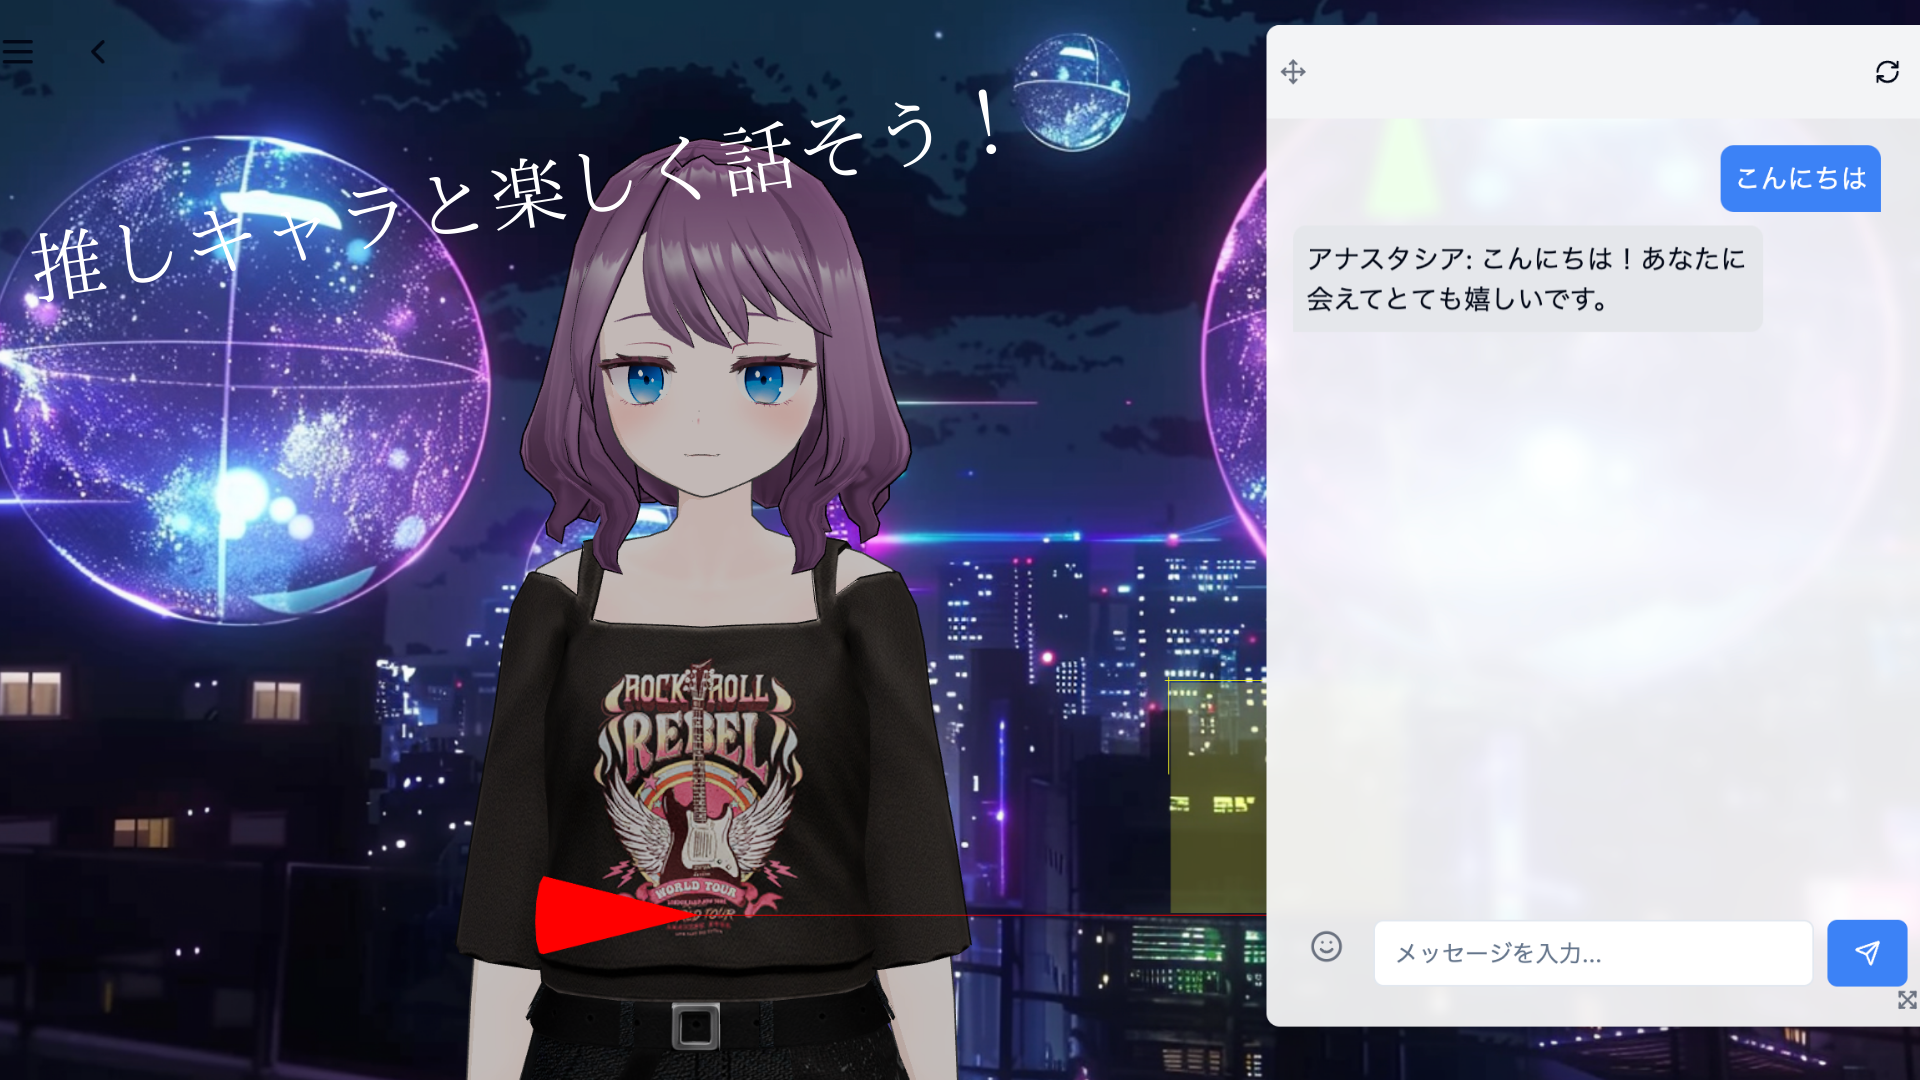 推しキャラと楽しく話そう！
こんにちは
アナスタシア: こんにちは！あなたに
会えてとても嬉しいです。
ROCK ROLL
REBEL
WORLD TOUR
メッセージを入力...